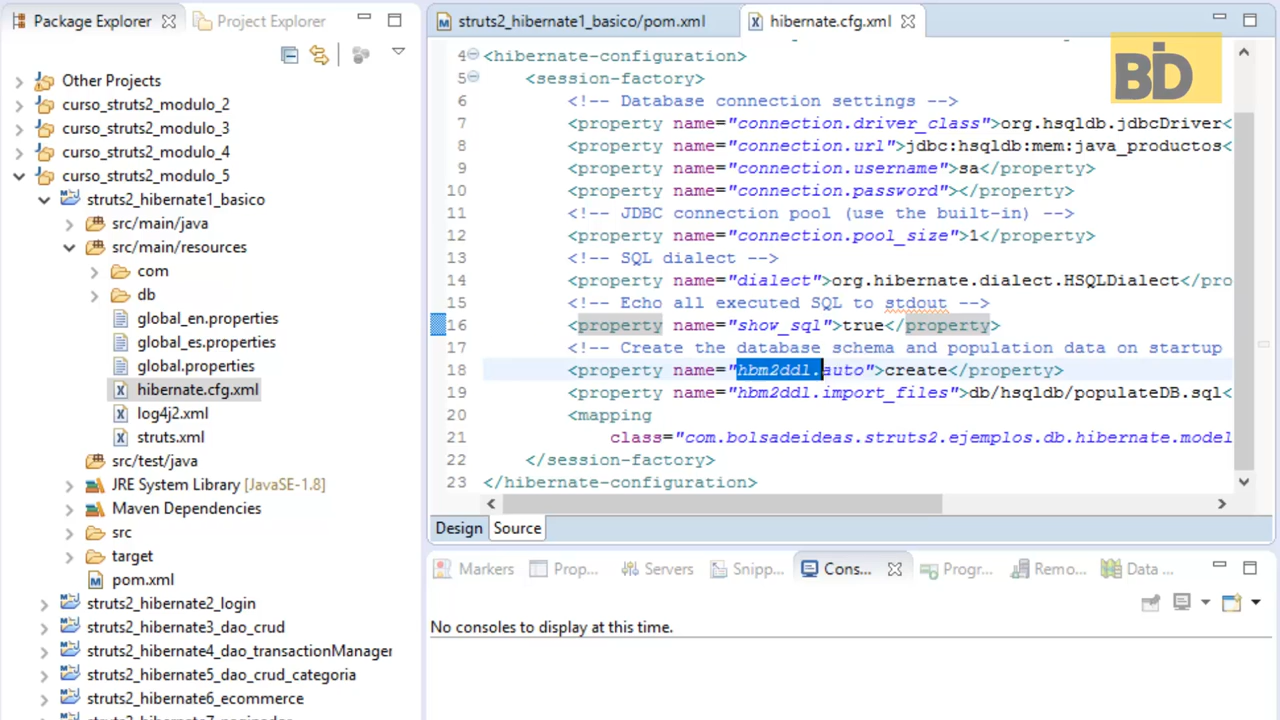 Package Explorer
Project Explorer
Other Projects
curso_struts2_modulo_2
curso_struts2_modulo_3
curso_struts2_modulo_4
curso_struts2_modulo_5
struts2_hibernate1_basico
src/main/java
src/main/resources
com
db
global_en.properties
global_es.properties
global.properties
hibernate.cfg.xml
log4j2.xml
struts.xml
src/test/java
JRE System Library [JavaSE-1.8]
Maven Dependencies
src
target
pom.xml
struts2_hibernate2_login
struts2_hibernate3_dao_crud
struts2_hibernate4_dao_transactionManager
struts2_hibernate5_dao_crud_categoria
struts2_hibernate6_ecommerce
struts2_hibernate1_basico/pom.xml
hibernate.cfg.xml
BD
4 <hibernate-configuration>
5 <session-factory>
6 <!-- Database connection settings -->
7 <property name="connection.driver_class">org.hsqldb.jdbcDriver<
8 <property name="connection.url">jdbc:hsqldb:mem:java_productos<
9 <property name="connection.username">sa</property>
10 <property name="connection.password"></property>
11 <!-- JDBC connection pool (use the built-in) -->
12 <property name="connection.pool_size">1</property>
13 <!-- SQL dialect -->
14 <property name="dialect">org.hibernate.dialect.HSQLDialect</pro
15 <!-- Echo all executed SQL to stdout -->
16 <property name="show_sql">true</property>
17 <!-- Create the database schema and population data on startup
18 <property name="hbm2ddl.auto">create</property>
19 <property name="hbm2ddl.import_files">db/hsqldb/populateDB.sql<
20 <mapping
21 class="com.bolsadeideas.struts2.ejemplos.db.hibernate.model
22 </session-factory>
23 </hibernate-configuration>
Design Source
Markers Prop... Servers Snipp... Cons... Progr... Remo... Data ...
No consoles to display at this time.